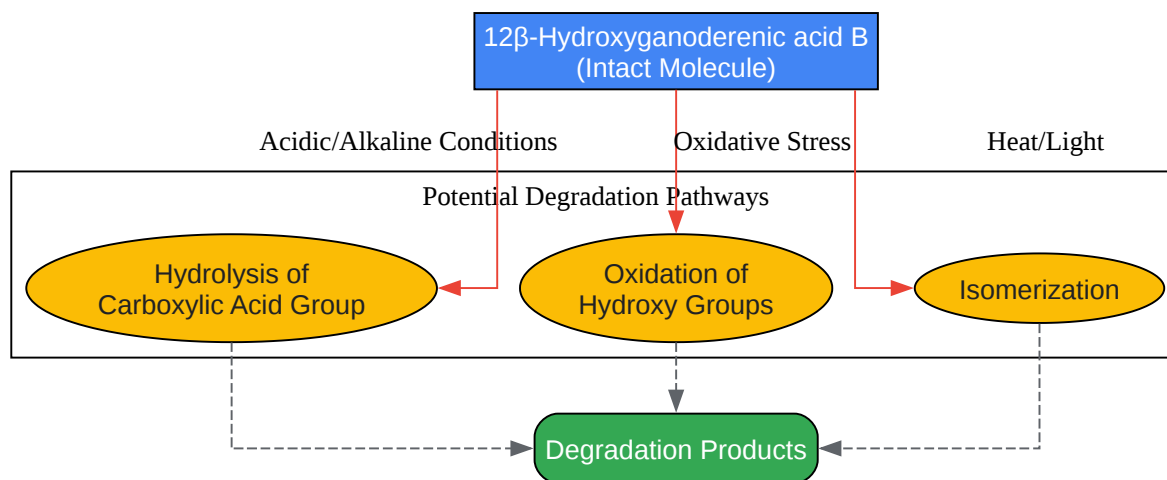 12β-Hydroxyganoderenic acid B
(Intact Molecule)
Acidic/Alkaline Conditions
Oxidative Stress
Heat/Light
Potential Degradation Pathways
Hydrolysis of
Carboxylic Acid Group
Oxidation of
Hydroxy Groups
Isomerization
Degradation Products